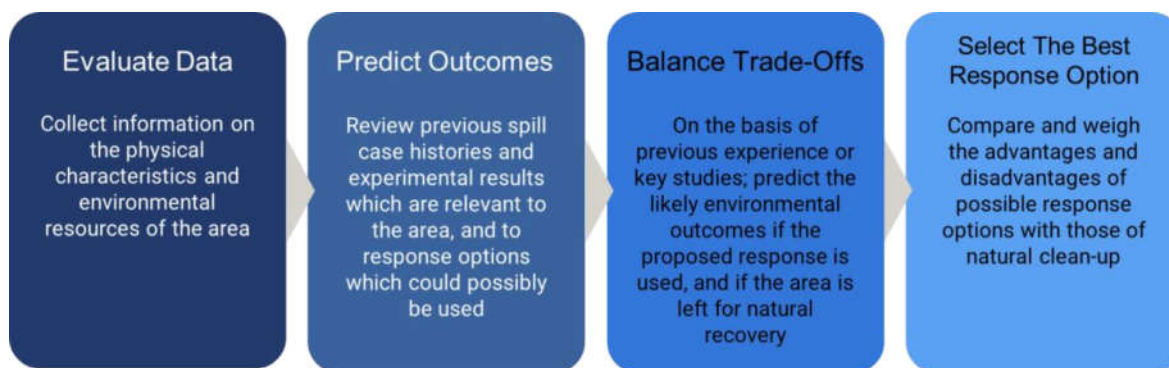 Evaluate Data
Collect information on
the physical
characteristics and
environmental
resources of the area
Predict Outcomes
Review previous spill
case histories and
experimental results
which are relevant to
the area, and to
response options
which could possibly
be used
Balance Trade-Offs
On the basis of
previous experience or
key studies; predict the
likely environmental
outcomes if the
proposed response is
used, and if the area is
left for natural
recovery
Select The Best
Response Option
Compare and weigh
the advantages and
disadvantages of
possible response
options with those of
natural clean-up